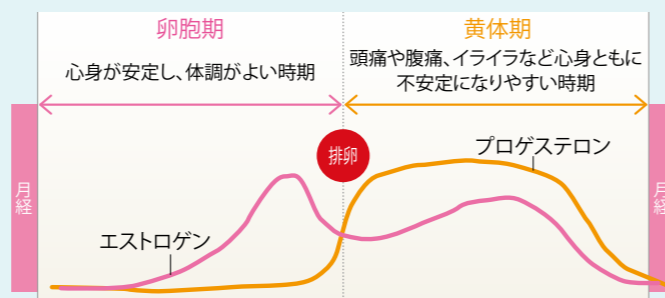 卵胞期
心身が安定し、体調がよい時期
黄体期
頭痛や腹痛、イライラなど心身ともに
不安定になりやすい時期
排卵
プロゲステロン
エストロゲン
月経
月経